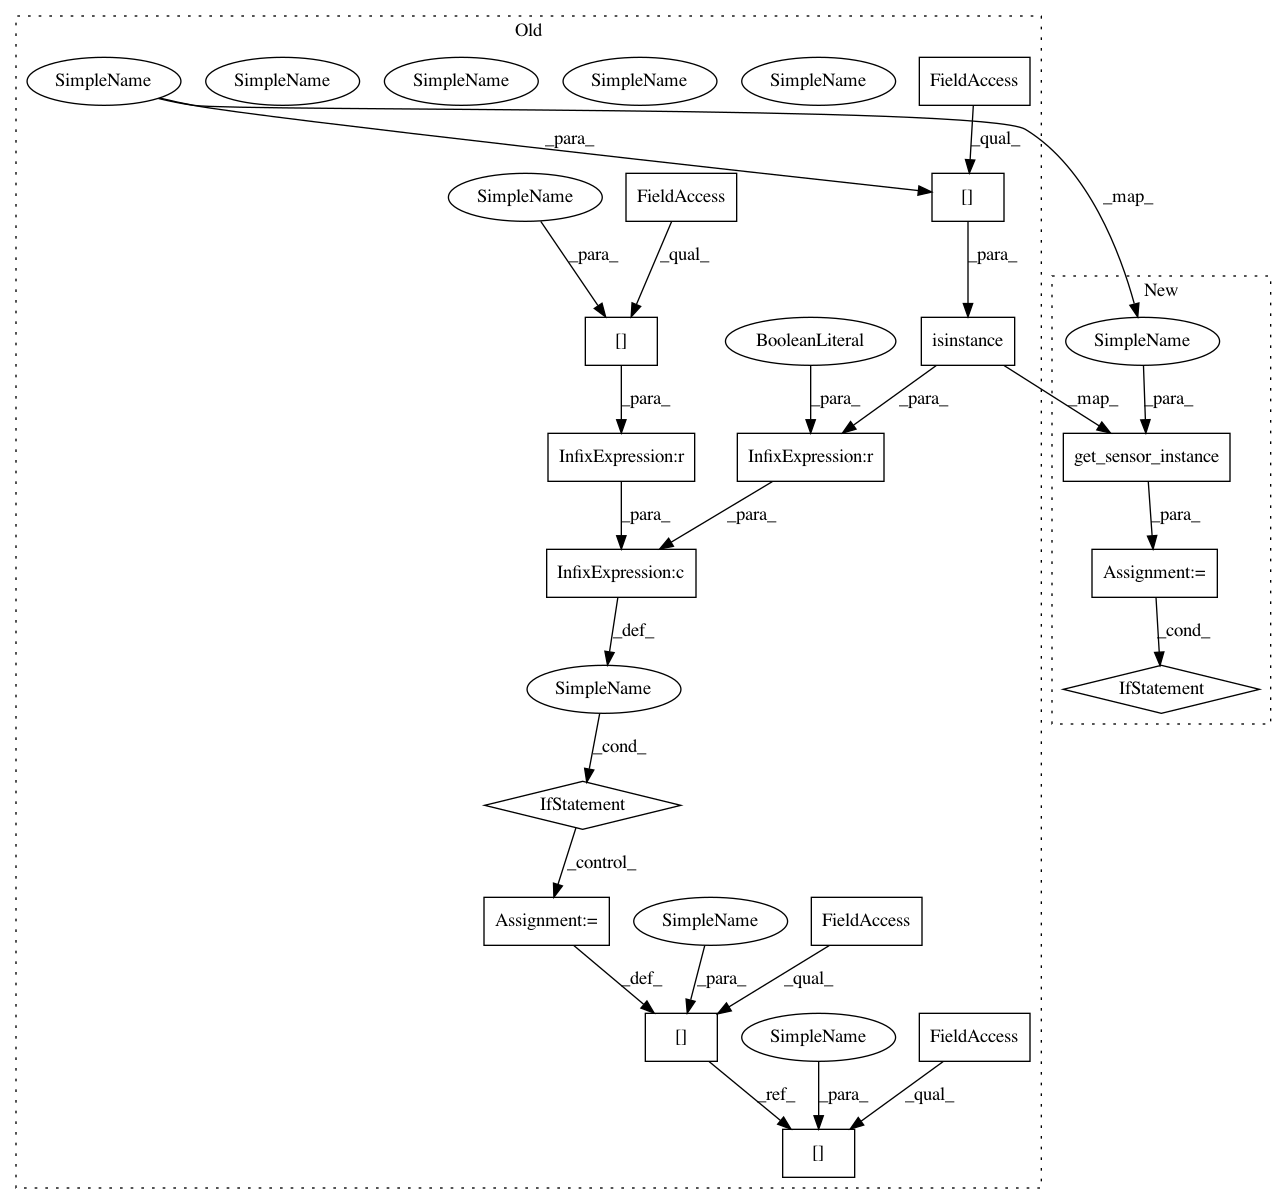 Old
SimpleName
SimpleName
SimpleName
SimpleName
SimpleName
FieldAccess
_para_
_qual_
SimpleName
FieldAccess
[]
_map_
_para_
_qual_
_para_
New
[]
BooleanLiteral
isinstance
SimpleName
_para_
_para_
_para_
_map_
_para_
InfixExpression:r
InfixExpression:r
get_sensor_instance
_para_
_para_
_para_
InfixExpression:c
Assignment:=
_def_
_cond_
SimpleName
IfStatement
_cond_
IfStatement
_control_
Assignment:=
SimpleName
FieldAccess
_def_
_para_
_qual_
[]
SimpleName
FieldAccess
_ref_
_para_
_qual_
[]